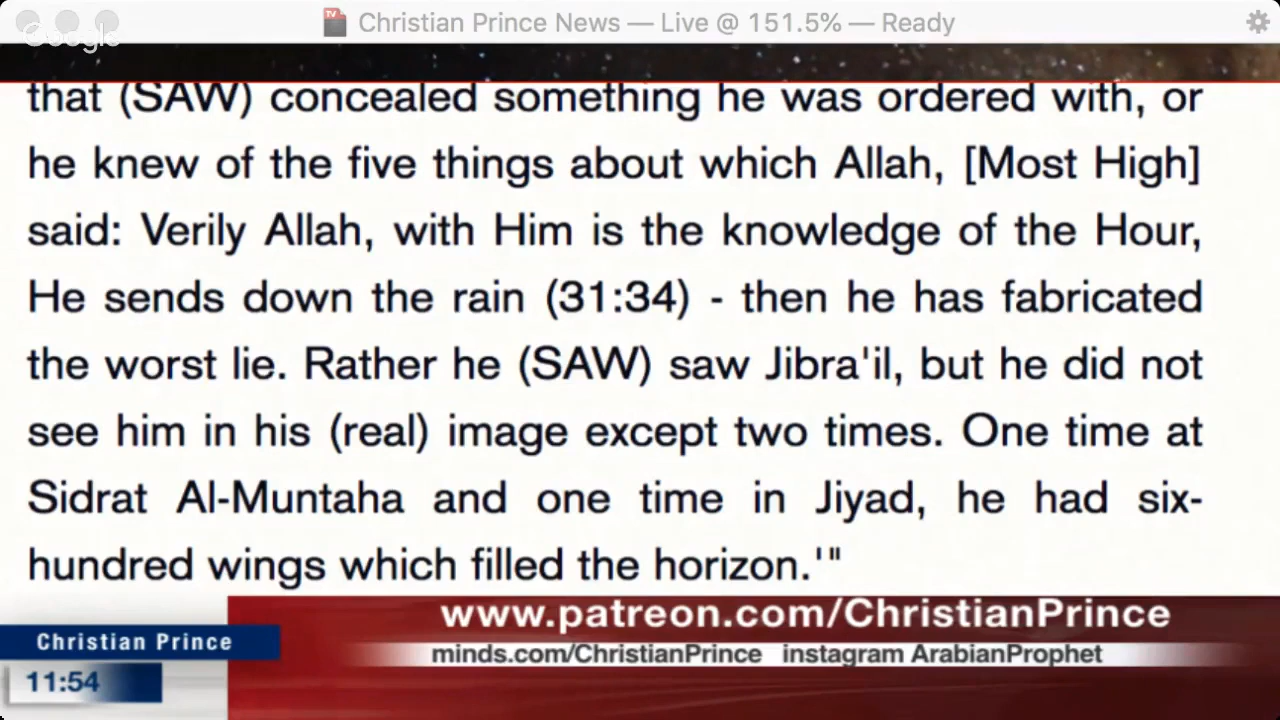 Christian Prince News — Live @ 151.5% — Ready
Google
that (SAW) concealed something he was ordered with, or
he knew of the five things about which Allah, [Most High]
said: Verily Allah, with Him is the knowledge of the Hour,
He sends down the rain (31:34) - then he has fabricated
the worst lie. Rather he (SAW) saw Jibra'il, but he did not
see him in his (real) image except two times. One time at
Sidrat Al-Muntaha and one time in Jiyad, he had six-
hundred wings which filled the horizon.'"
www.patreon.com/ChristianPrince
Christian Prince
minds.com/ChristianPrince instagram ArabianProphet
11:54